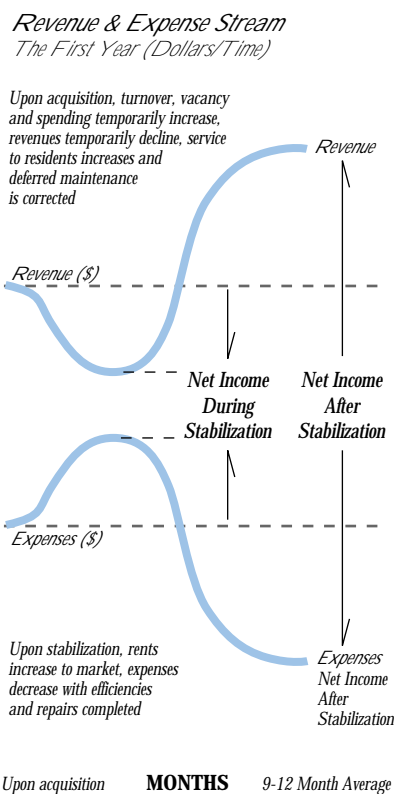 Revenue & Expense Stream
The First Year (Dollars/Time)
Upon acquisition, turnover, vacancy
and spending temporarily increase,
revenues temporarily decline, service
to residents increases and
deferred maintenance
is corrected
Revenue
Revenue ($)
Net Income
During
Stabilization
Net Income
After
Stabilization
Expenses ($)
Upon stabilization, rents
increase to market, expenses
decrease with efficiencies
and repairs completed
Expenses
Net Income
After
Stabilization
Upon acquisition MONTHS 9-12 Month Average